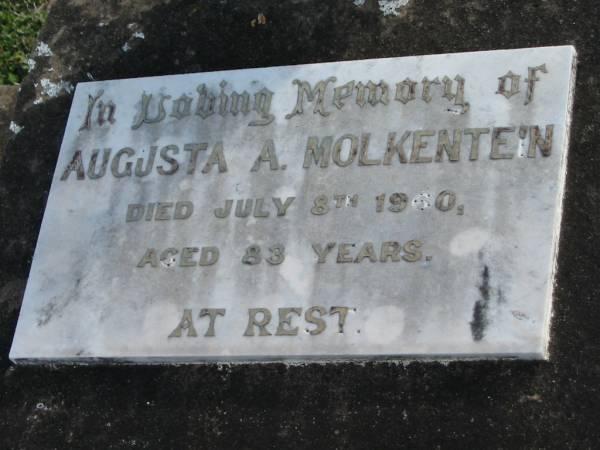 In Loving Memory of
AUGUSTA A. MOLKENTEIN
DIED JULY 8TH 1960,
AGED 83 YEARS.
AT REST.